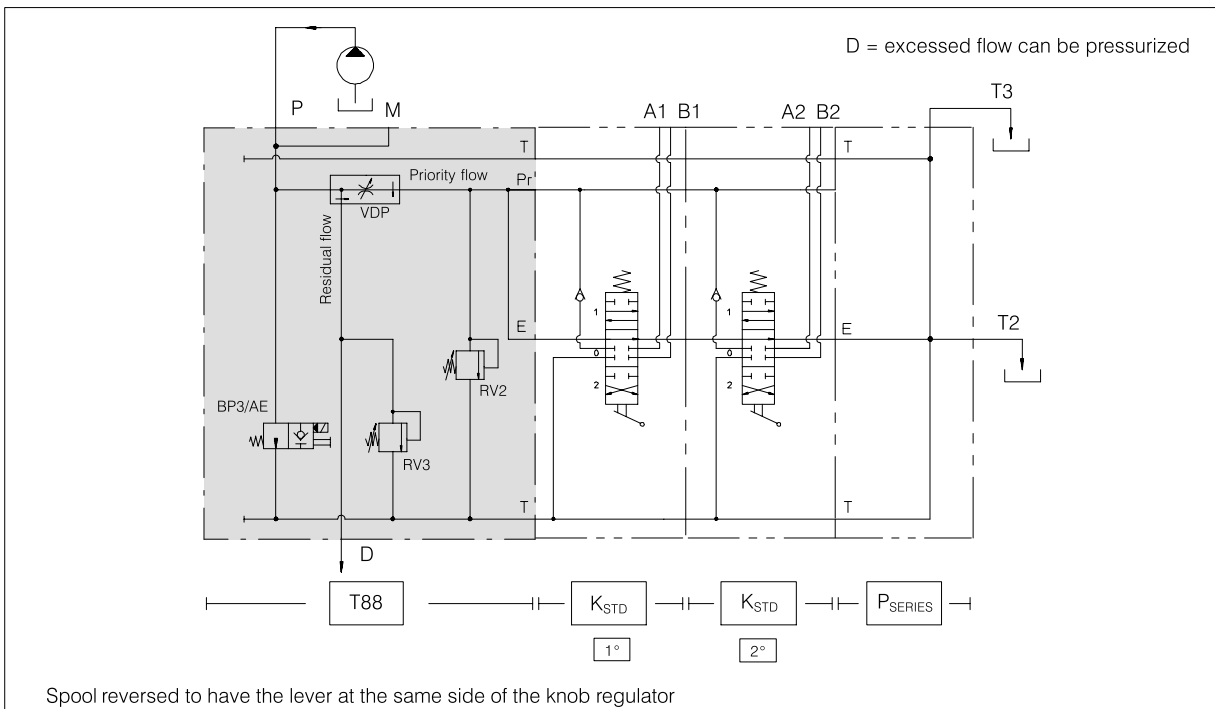 D = excessed flow can be pressurized
T3
P
M
A1 B1
A2 B2
T
T
Priority flow
Pr
VDP
Residual flow
E
E
T2
1
0
2
1
0
2
RV2
BP3/AE
RV3
T
T
D
T88
KSTD
KSTD
PSERIES
1°
2°
Spool reversed to have the lever at the same side of the knob regulator